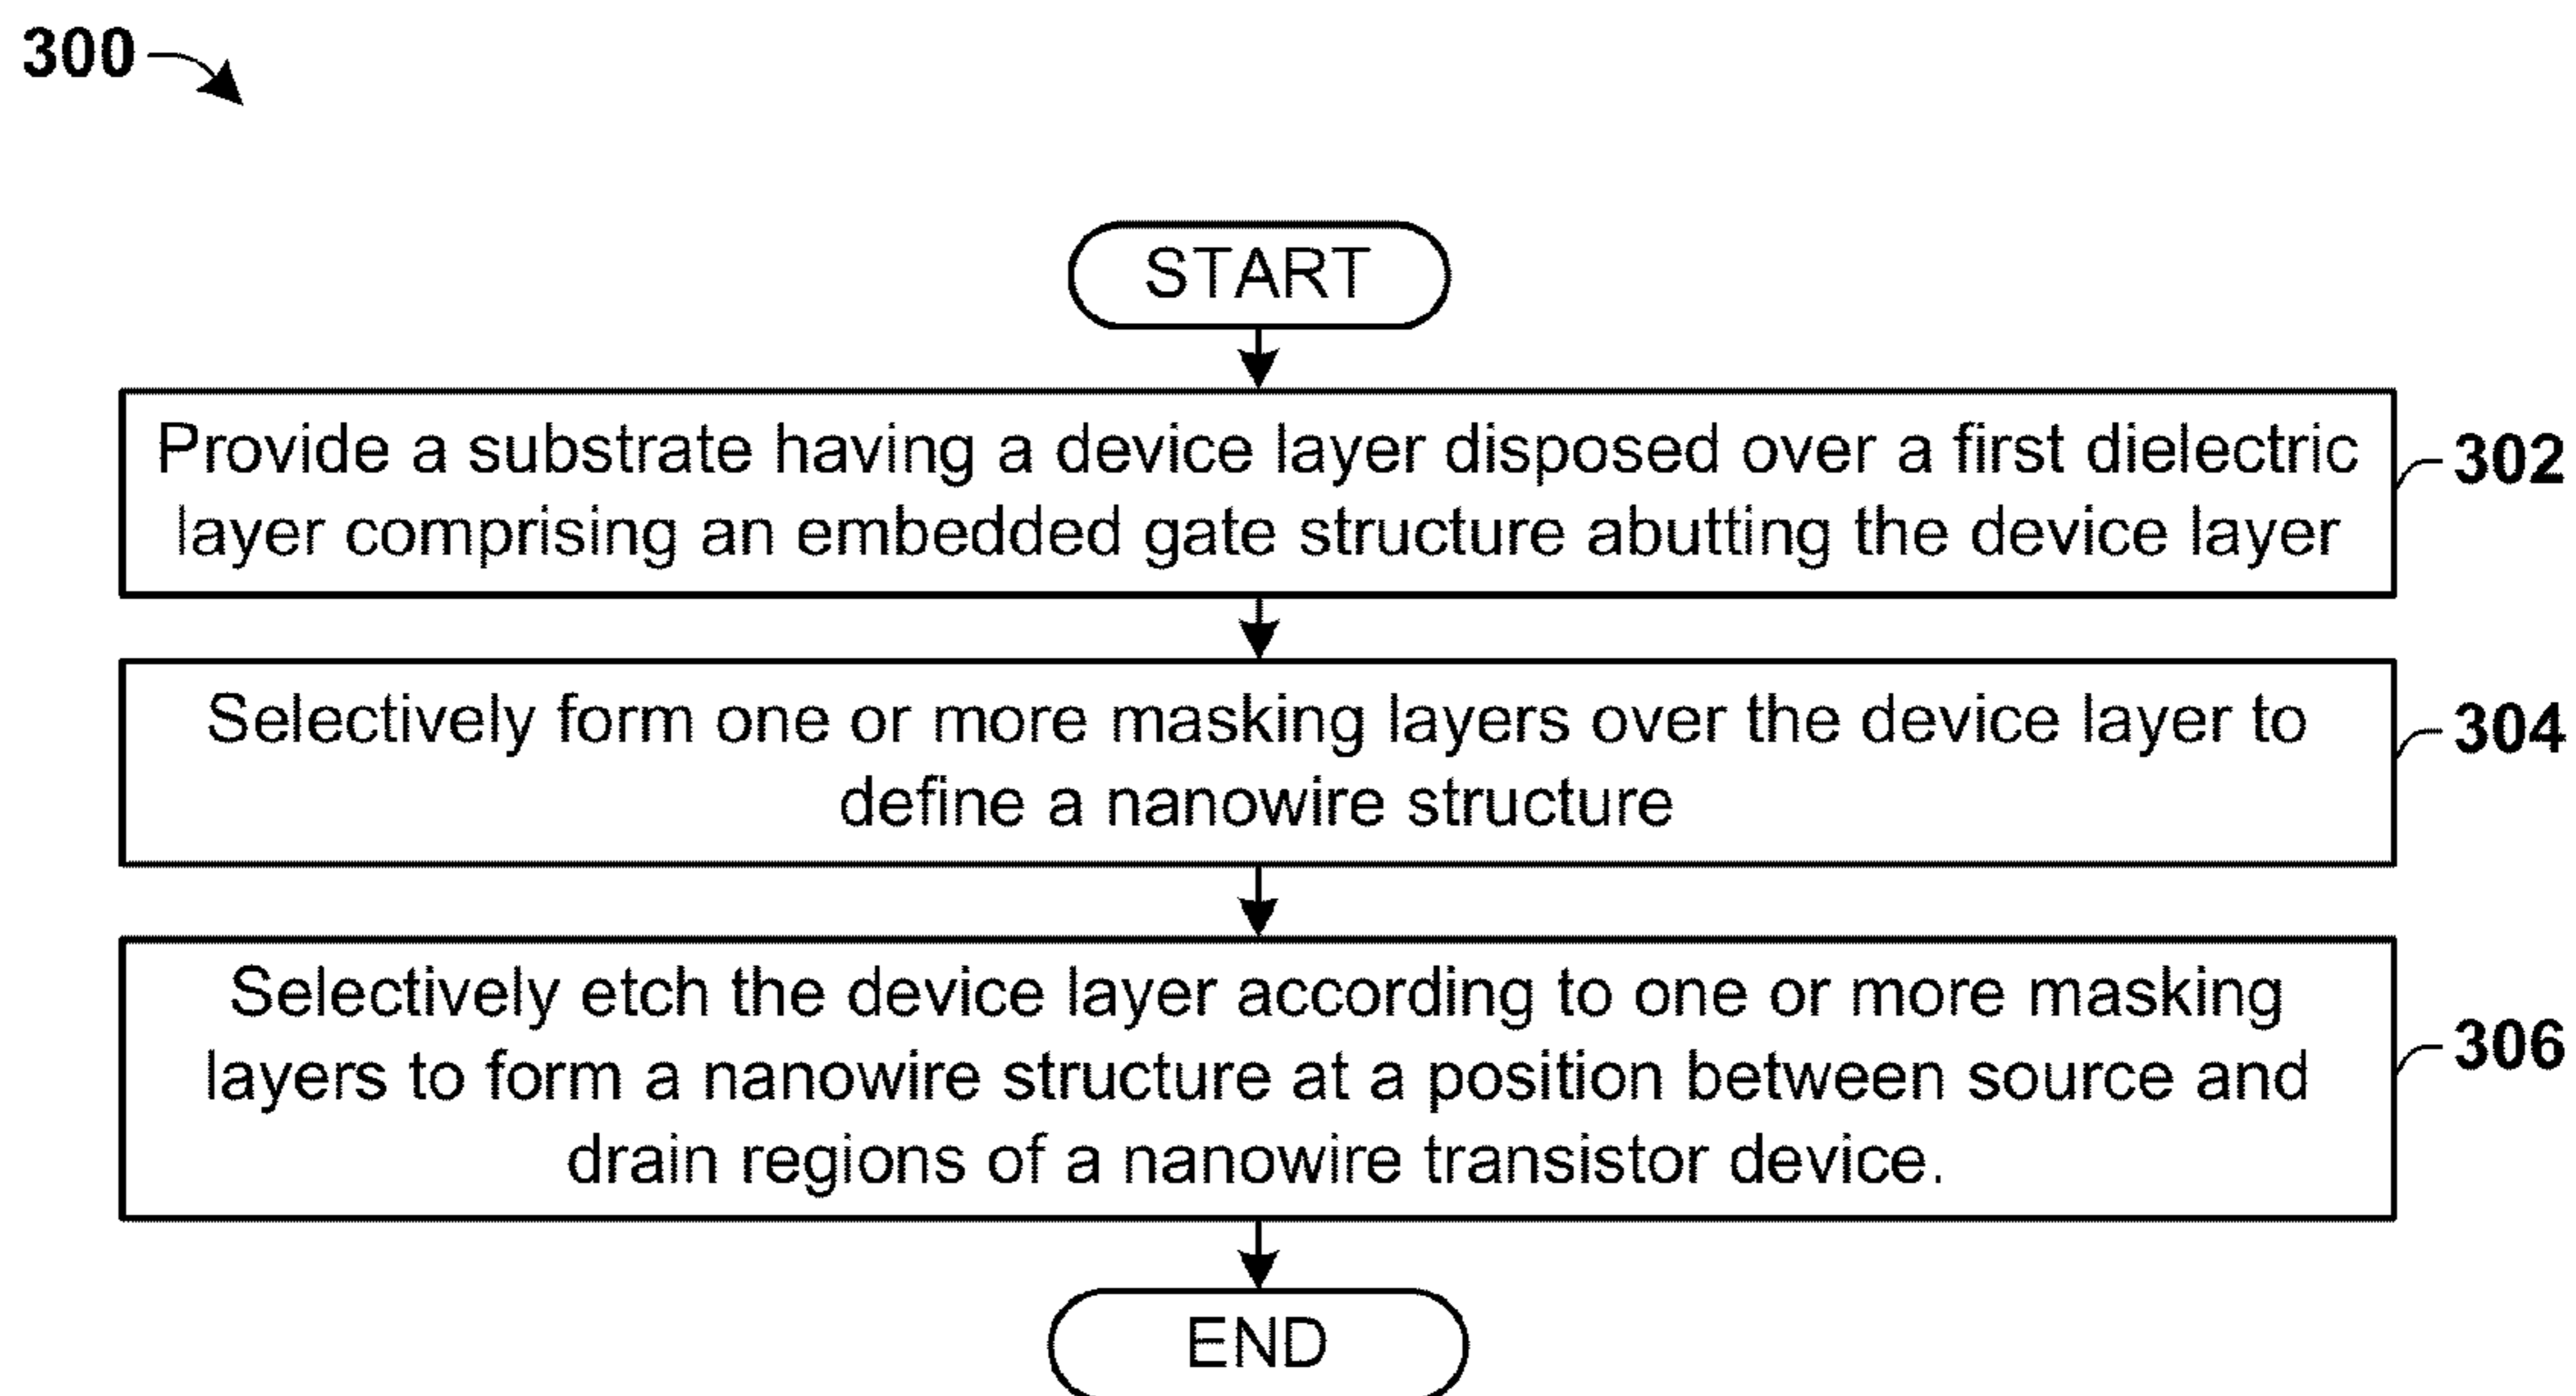 300
START
Provide a substrate having a device layer disposed over a first dielectric
layer comprising an embedded gate structure abutting the device layer
302
Selectively form one or more masking layers over the device layer to
define a nanowire structure
304
Selectively etch the device layer according to one or more masking
layers to form a nanowire structure at a position between source and
drain regions of a nanowire transistor device.
306
END